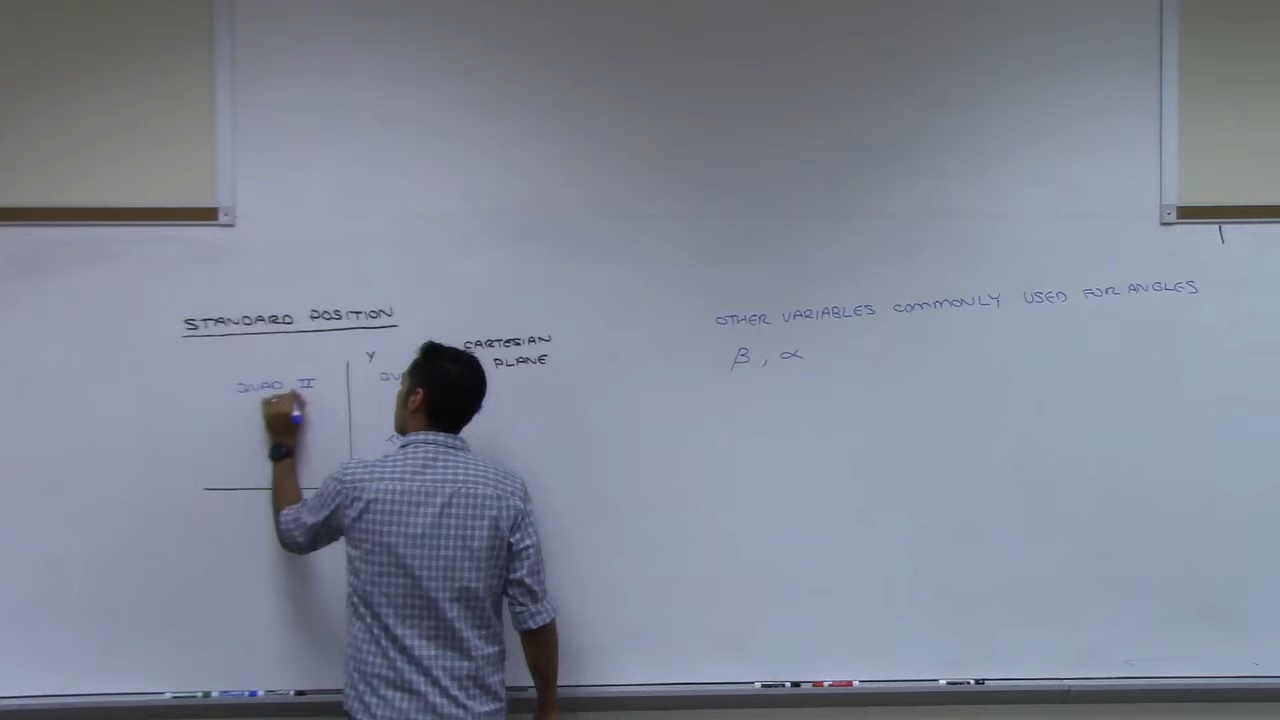 STANDARD POSITION
CARTESIAN
PLANE
Y
QUAD II
OTHER VARIABLES COMMONLY USED FOR ANGLES
β, α